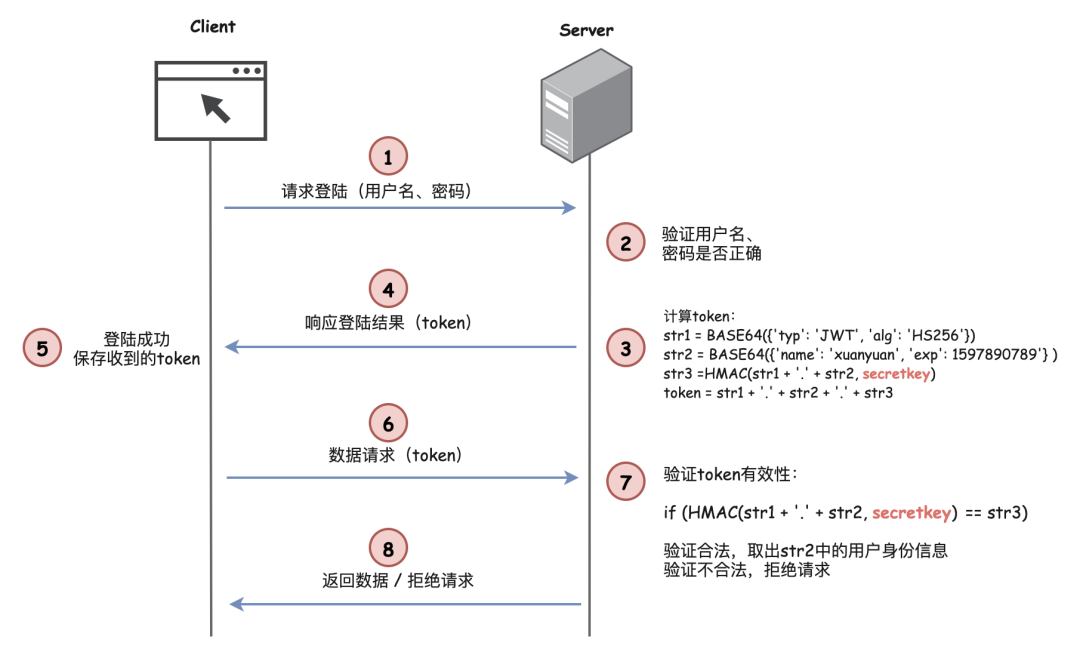 Client
Server
1
请求登陆（用户名、密码）
2
验证用户名、
密码是否正确
4
响应登陆结果（token）
3
计算token：
str1 = BASE64({'typ': 'JWT', 'alg': 'HS256'})
str2 = BASE64({'name': 'xuanyuan', 'exp': 1597890789'} )
str3 =HMAC(str1 + '.' + str2, secretkey)
token = str1 + '.' + str2 + '.' + str3
5
登陆成功
保存收到的token
6
数据请求（token）
7
验证token有效性：
if (HMAC(str1 + '.' + str2, secretkey) == str3)
验证合法，取出str2中的用户身份信息
验证不合法，拒绝请求
8
返回数据 / 拒绝请求